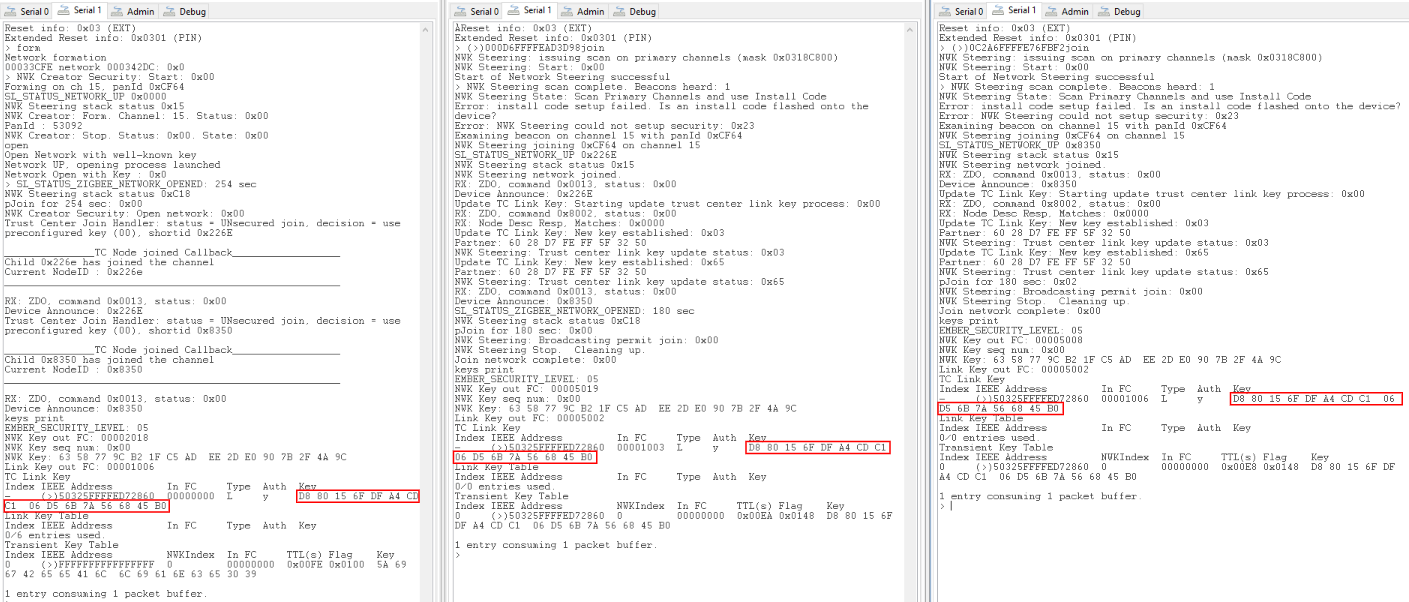 Serial 0 Serial 1 Admin Debug
Reset info: 0x03 (EXT)
Extended Reset info: 0x0301 (PIN)
> form
Network formation
00033CFE network 000342DC: 0x0
> NWK Creator Security: Start: 0x00
Forming on ch 15, panId 0xCF64
SL_STATUS_NETWORK_UP 0x0000
NWK Steering stack status 0x15
NWK Creator: Form. Channel: 15. Status: 0x00
PanId : 53092
NWK Creator: Stop. Status: 0x00. State: 0x00
open
Open Network with well-known key
Network UP, opening process launched
Network Open with Key : 0x0
> SL_STATUS_ZIGBEE_NETWORK_OPENED: 254 sec
NWK Steering stack status 0xC18
pJoin for 254 sec: 0x00
NWK Creator Security: Open network: 0x00
Trust Center Join Handler: status = UNsecured join, decision = use
preconfigured key (00), shortid 0x226E
_______________TC Node joined Callback__________________
Child 0x226e has joined the channel
Current NodeID : 0x226e
________________________________________________________
RX: ZDO, command 0x0013, status: 0x00
Device Announce: 0x226E
Trust Center Join Handler: status = UNsecured join, decision = use
preconfigured key (00), shortid 0x8350
_______________TC Node joined Callback__________________
Child 0x8350 has joined the channel
Current NodeID : 0x8350
________________________________________________________
RX: ZDO, command 0x0013, status: 0x00
Device Announce: 0x8350
keys print
EMBER_SECURITY_LEVEL: 05
NWK Key out FC: 00002018
NWK Key seq num: 0x00
NWK Key: 63 58 77 9C B2 1F C5 AD  EE 2D E0 90 7B 2F 4A 9C
Link Key out FC: 00001006
TC Link Key
Index IEEE Address         In FC     Type  Auth  Key
-     (>)50325FFFFED72860  00000000  L     y     D8 80 15 6F DF A4 CD
C1  06 D5 6B 7A 56 68 45 B0
Link Key Table
Index IEEE Address         In FC     Type  Auth  Key
0/6 entries used.
Transient Key Table
Index IEEE Address         NWKIndex  In FC     TTL(s) Flag    Key
0     (>)FFFFFFFFFFFFFFFF  0         00000000  0x00FE 0x0100  5A 69
67 42 65 65 41 6C  6C 69 61 6E 63 65 30 39
1 entry consuming 1 packet buffer.
Serial 0 Serial 1 Admin Debug
ÀReset info: 0x03 (EXT)
Extended Reset info: 0x0301 (PIN)
> (>)000D6FFFFEAD3D98join
NWK Steering: issuing scan on primary channels (mask 0x0318C800)
NWK Steering: Start: 0x00
Start of Network Steering successful
> NWK Steering scan complete. Beacons heard: 1
NWK Steering State: Scan Primary Channels and use Install Code
Error: install code setup failed. Is an install code flashed onto the
device?
Error: NWK Steering could not setup security: 0x23
Examining beacon on channel 15 with panId 0xCF64
NWK Steering joining 0xCF64 on channel 15
SL_STATUS_NETWORK_UP 0x226E
NWK Steering stack status 0x15
NWK Steering network joined.
RX: ZDO, command 0x0013, status: 0x00
Device Announce: 0x226E
Update TC Link Key: Starting update trust center link key process: 0x00
RX: ZDO, command 0x8002, status: 0x00
RX: Node Desc Resp, Matches: 0x0000
Update TC Link Key: New key established: 0x03
Partner: 60 28 D7 FE FF 5F 32 50
NWK Steering: Trust center link key update status: 0x03
Update TC Link Key: New key established: 0x65
Partner: 60 28 D7 FE FF 5F 32 50
NWK Steering: Trust center link key update status: 0x65
RX: ZDO, command 0x0013, status: 0x00
Device Announce: 0x8350
SL_STATUS_ZIGBEE_NETWORK_OPENED: 180 sec
NWK Steering stack status 0xC18
pJoin for 180 sec: 0x00
NWK Steering: Broadcasting permit join: 0x00
NWK Steering Stop.  Cleaning up.
Join network complete: 0x00
keys print
EMBER_SECURITY_LEVEL: 05
NWK Key out FC: 00005019
NWK Key seq num: 0x00
NWK Key: 63 58 77 9C B2 1F C5 AD  EE 2D E0 90 7B 2F 4A 9C
Link Key out FC: 00005002
TC Link Key
Index IEEE Address         In FC     Type  Auth  Key
-     (>)50325FFFFED72860  00001003  L     y     D8 80 15 6F DF A4 CD C1
06 D5 6B 7A 56 68 45 B0
Link Key Table
Index IEEE Address         In FC     Type  Auth  Key
0/0 entries used.
Transient Key Table
Index IEEE Address         NWKIndex  In FC     TTL(s) Flag    Key
0     (>)50325FFFFED72860  0         00000000  0x00EA 0x0148  D8 80 15 6F
DF A4 CD C1  06 D5 6B 7A 56 68 45 B0
1 entry consuming 1 packet buffer.
>
Serial 0 Serial 1 Admin Debug
Reset info: 0x03 (EXT)
Extended Reset info: 0x0301 (PIN)
> (>)0C2A6FFFFE76FBF2join
NWK Steering: issuing scan on primary channels (mask 0x0318C800)
NWK Steering: Start: 0x00
Start of Network Steering successful
> NWK Steering scan complete. Beacons heard: 1
NWK Steering State: Scan Primary Channels and use Install Code
Error: install code setup failed. Is an install code flashed onto the device?
Error: NWK Steering could not setup security: 0x23
Examining beacon on channel 15 with panId 0xCF64
NWK Steering joining 0xCF64 on channel 15
SL_STATUS_NETWORK_UP 0x8350
NWK Steering stack status 0x15
NWK Steering network joined.
RX: ZDO, command 0x0013, status: 0x00
Device Announce: 0x8350
Update TC Link Key: Starting update trust center link key process: 0x00
RX: ZDO, command 0x8002, status: 0x00
RX: Node Desc Resp, Matches: 0x0000
Update TC Link Key: New key established: 0x03
Partner: 60 28 D7 FE FF 5F 32 50
NWK Steering: Trust center link key update status: 0x03
Update TC Link Key: New key established: 0x65
Partner: 60 28 D7 FE FF 5F 32 50
NWK Steering: Trust center link key update status: 0x65
pJoin for 180 sec: 0x02
NWK Steering: Broadcasting permit join: 0x00
NWK Steering Stop.  Cleaning up.
Join network complete: 0x00
keys print
EMBER_SECURITY_LEVEL: 05
NWK Key out FC: 00005008
NWK Key seq num: 0x00
NWK Key: 63 58 77 9C B2 1F C5 AD  EE 2D E0 90 7B 2F 4A 9C
Link Key out FC: 00005002
TC Link Key
Index IEEE Address         In FC     Type  Auth  Key
-     (>)50325FFFFED72860  00001006  L     y     D8 80 15 6F DF A4 CD C1  06
D5 6B 7A 56 68 45 B0
Link Key Table
Index IEEE Address         In FC     Type  Auth  Key
0/0 entries used.
Transient Key Table
Index IEEE Address         NWKIndex  In FC     TTL(s) Flag    Key
0     (>)50325FFFFED72860  0         00000000  0x00E8 0x0148  D8 80 15 6F DF
A4 CD C1  06 D5 6B 7A 56 68 45 B0
1 entry consuming 1 packet buffer.
>